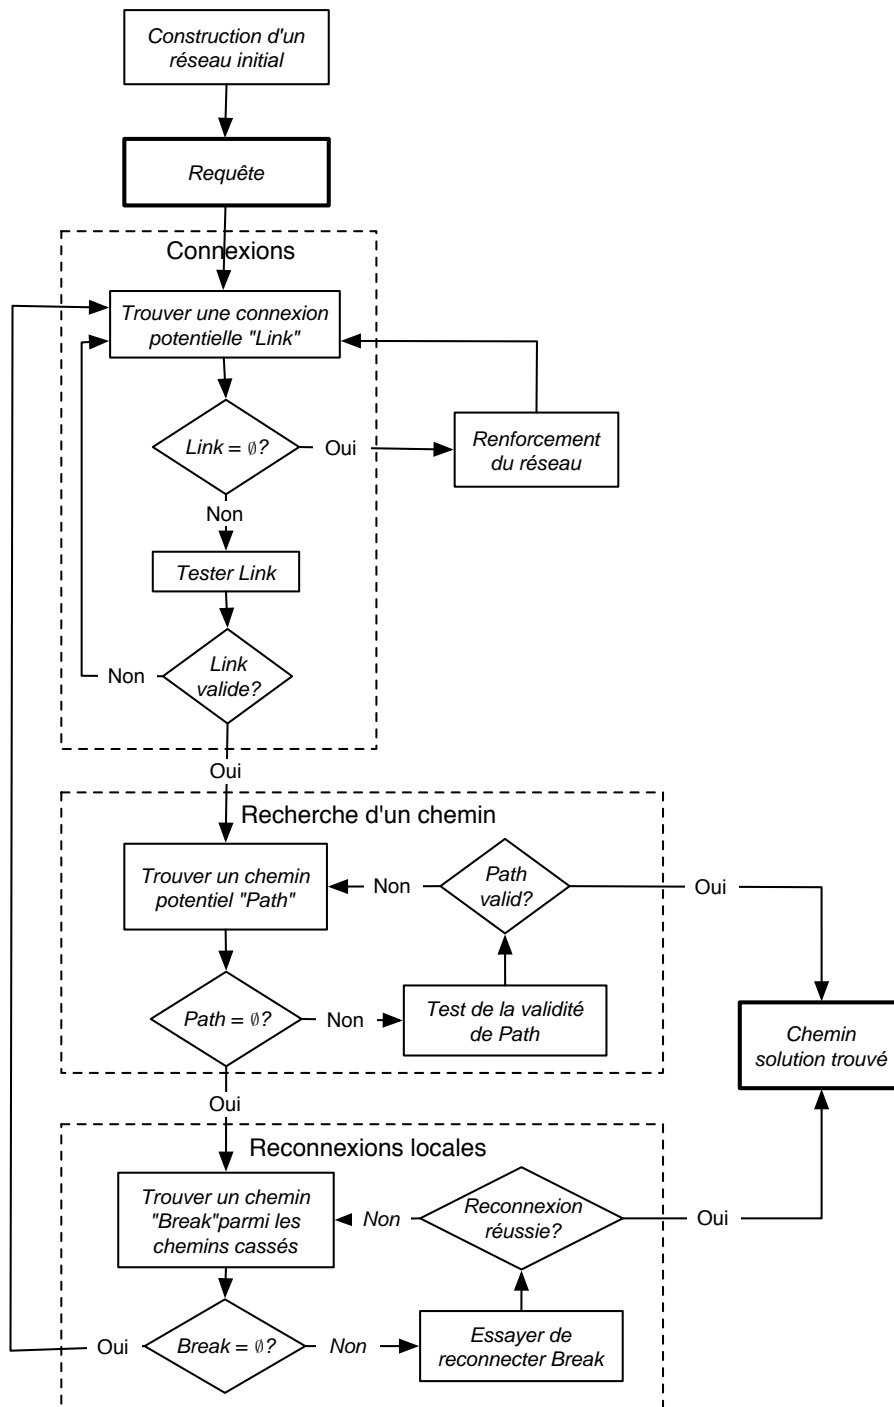 Construction d'un
réseau initial
Requête
Connexions
Trouver une connexion
potentielle "Link"
Link = ∅?
Oui
Renforcement
du réseau
Non
Tester Link
Link
valide?
Non
Oui
Recherche d'un chemin
Trouver un chemin
potentiel "Path"
Non
Path
valid?
Oui
Path = ∅?
Non
Test de la validité
de Path
Chemin
solution trouvé
Oui
Reconnexions locales
Trouver un chemin
"Break"parmi les
chemins cassés
Non
Reconnexion
réussie?
Oui
Oui
Break = ∅?
Non
Essayer de
reconnecter Break